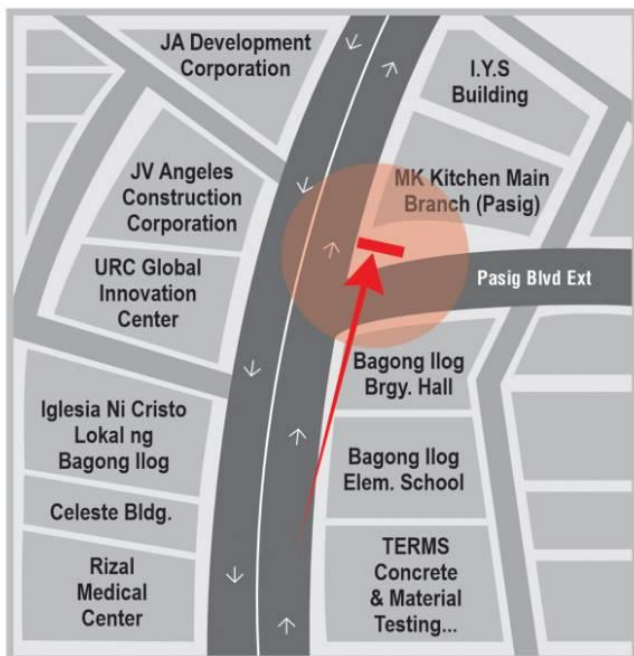 JA Development
Corporation
I.Y.S
Building
JV Angeles
Construction
Corporation
MK Kitchen Main
Branch (Pasig)
URC Global
Innovation
Center
Pasig Blvd Ext
Bagong Ilog
Brgy. Hall
Iglesia Ni Cristo
Lokal ng
Bagong Ilog
Bagong Ilog
Elem. School
Celeste Bldg.
TERMS
Concrete
& Material
Testing...
Rizal
Medical
Center